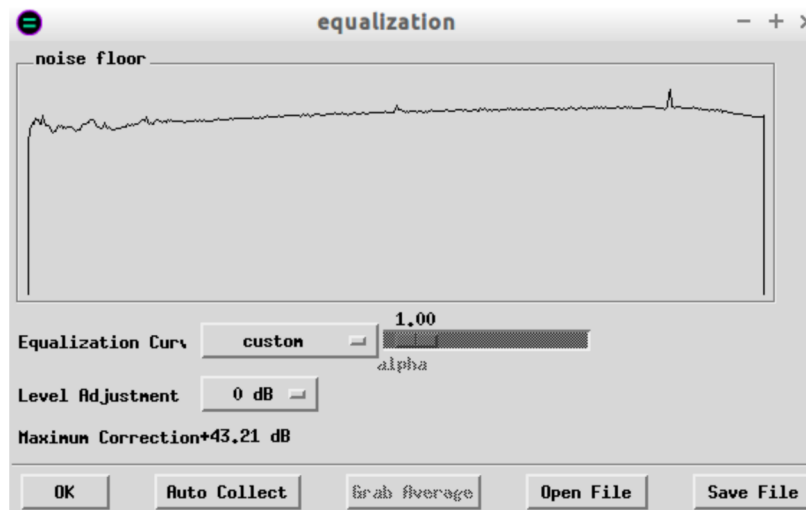 equalization
noise floor
1.00
Equalization Curv custom
alpha
Level Adjustment 0 dB
Maximum Correction+43.21 dB
OK Auto Collect Grab Average Open File Save File